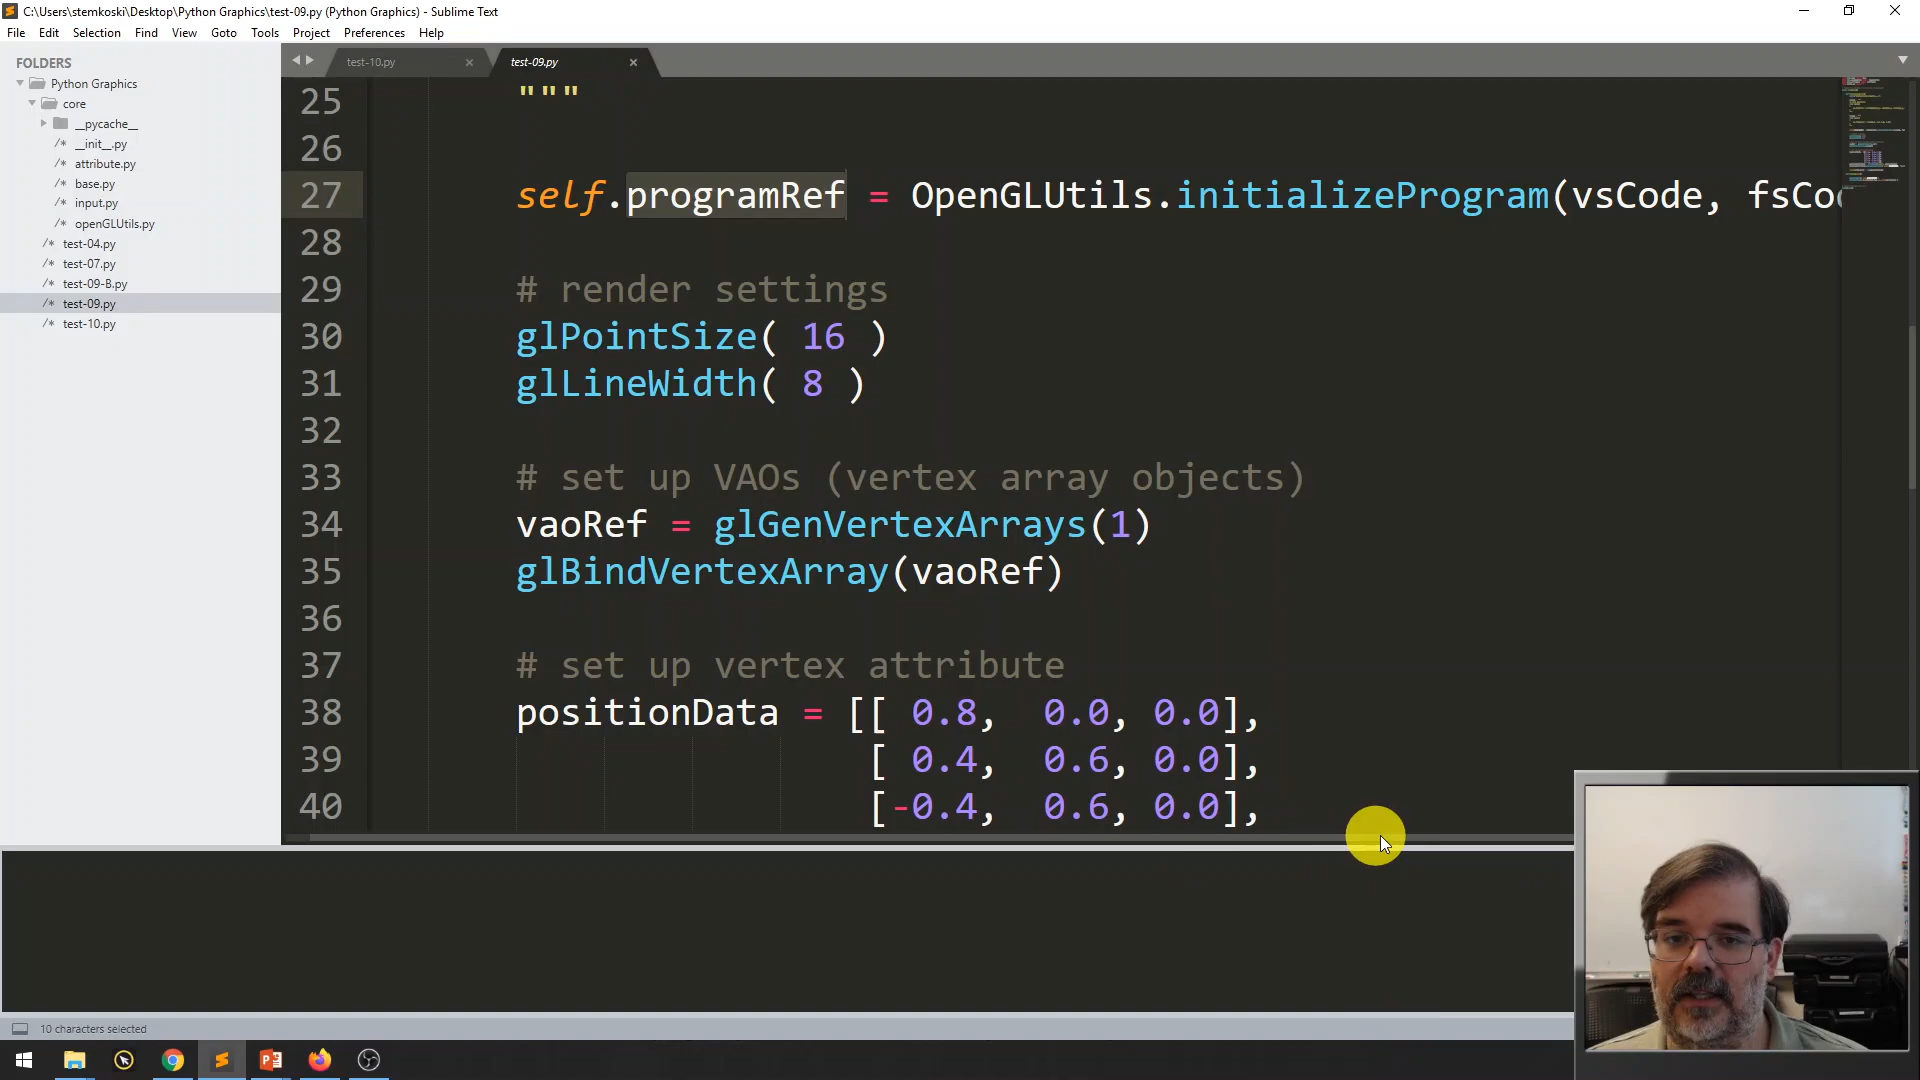 C:\Users\stemkoski\Desktop\Python Graphics\test-09.py (Python Graphics) - Sublime Text
File Edit Selection Find View Goto Tools Project Preferences Help
FOLDERS
Python Graphics
core
__pycache__
/* __init__.py
/* attribute.py
/* base.py
/* input.py
/* openGLUtils.py
/* test-04.py
/* test-07.py
/* test-09-B.py
/* test-09.py
/* test-10.py
test-10.py × test-09.py ×
25 """
26
27 self.programRef = OpenGLUtils.initializeProgram(vsCode, fsCo
28
29 # render settings
30 glPointSize( 16 )
31 glLineWidth( 8 )
32
33 # set up VAOs (vertex array objects)
34 vaoRef = glGenVertexArrays(1)
35 glBindVertexArray(vaoRef)
36
37 # set up vertex attribute
38 positionData = [[ 0.8, 0.0, 0.0],
39 [ 0.4, 0.6, 0.0],
40 [-0.4, 0.6, 0.0],
10 characters selected